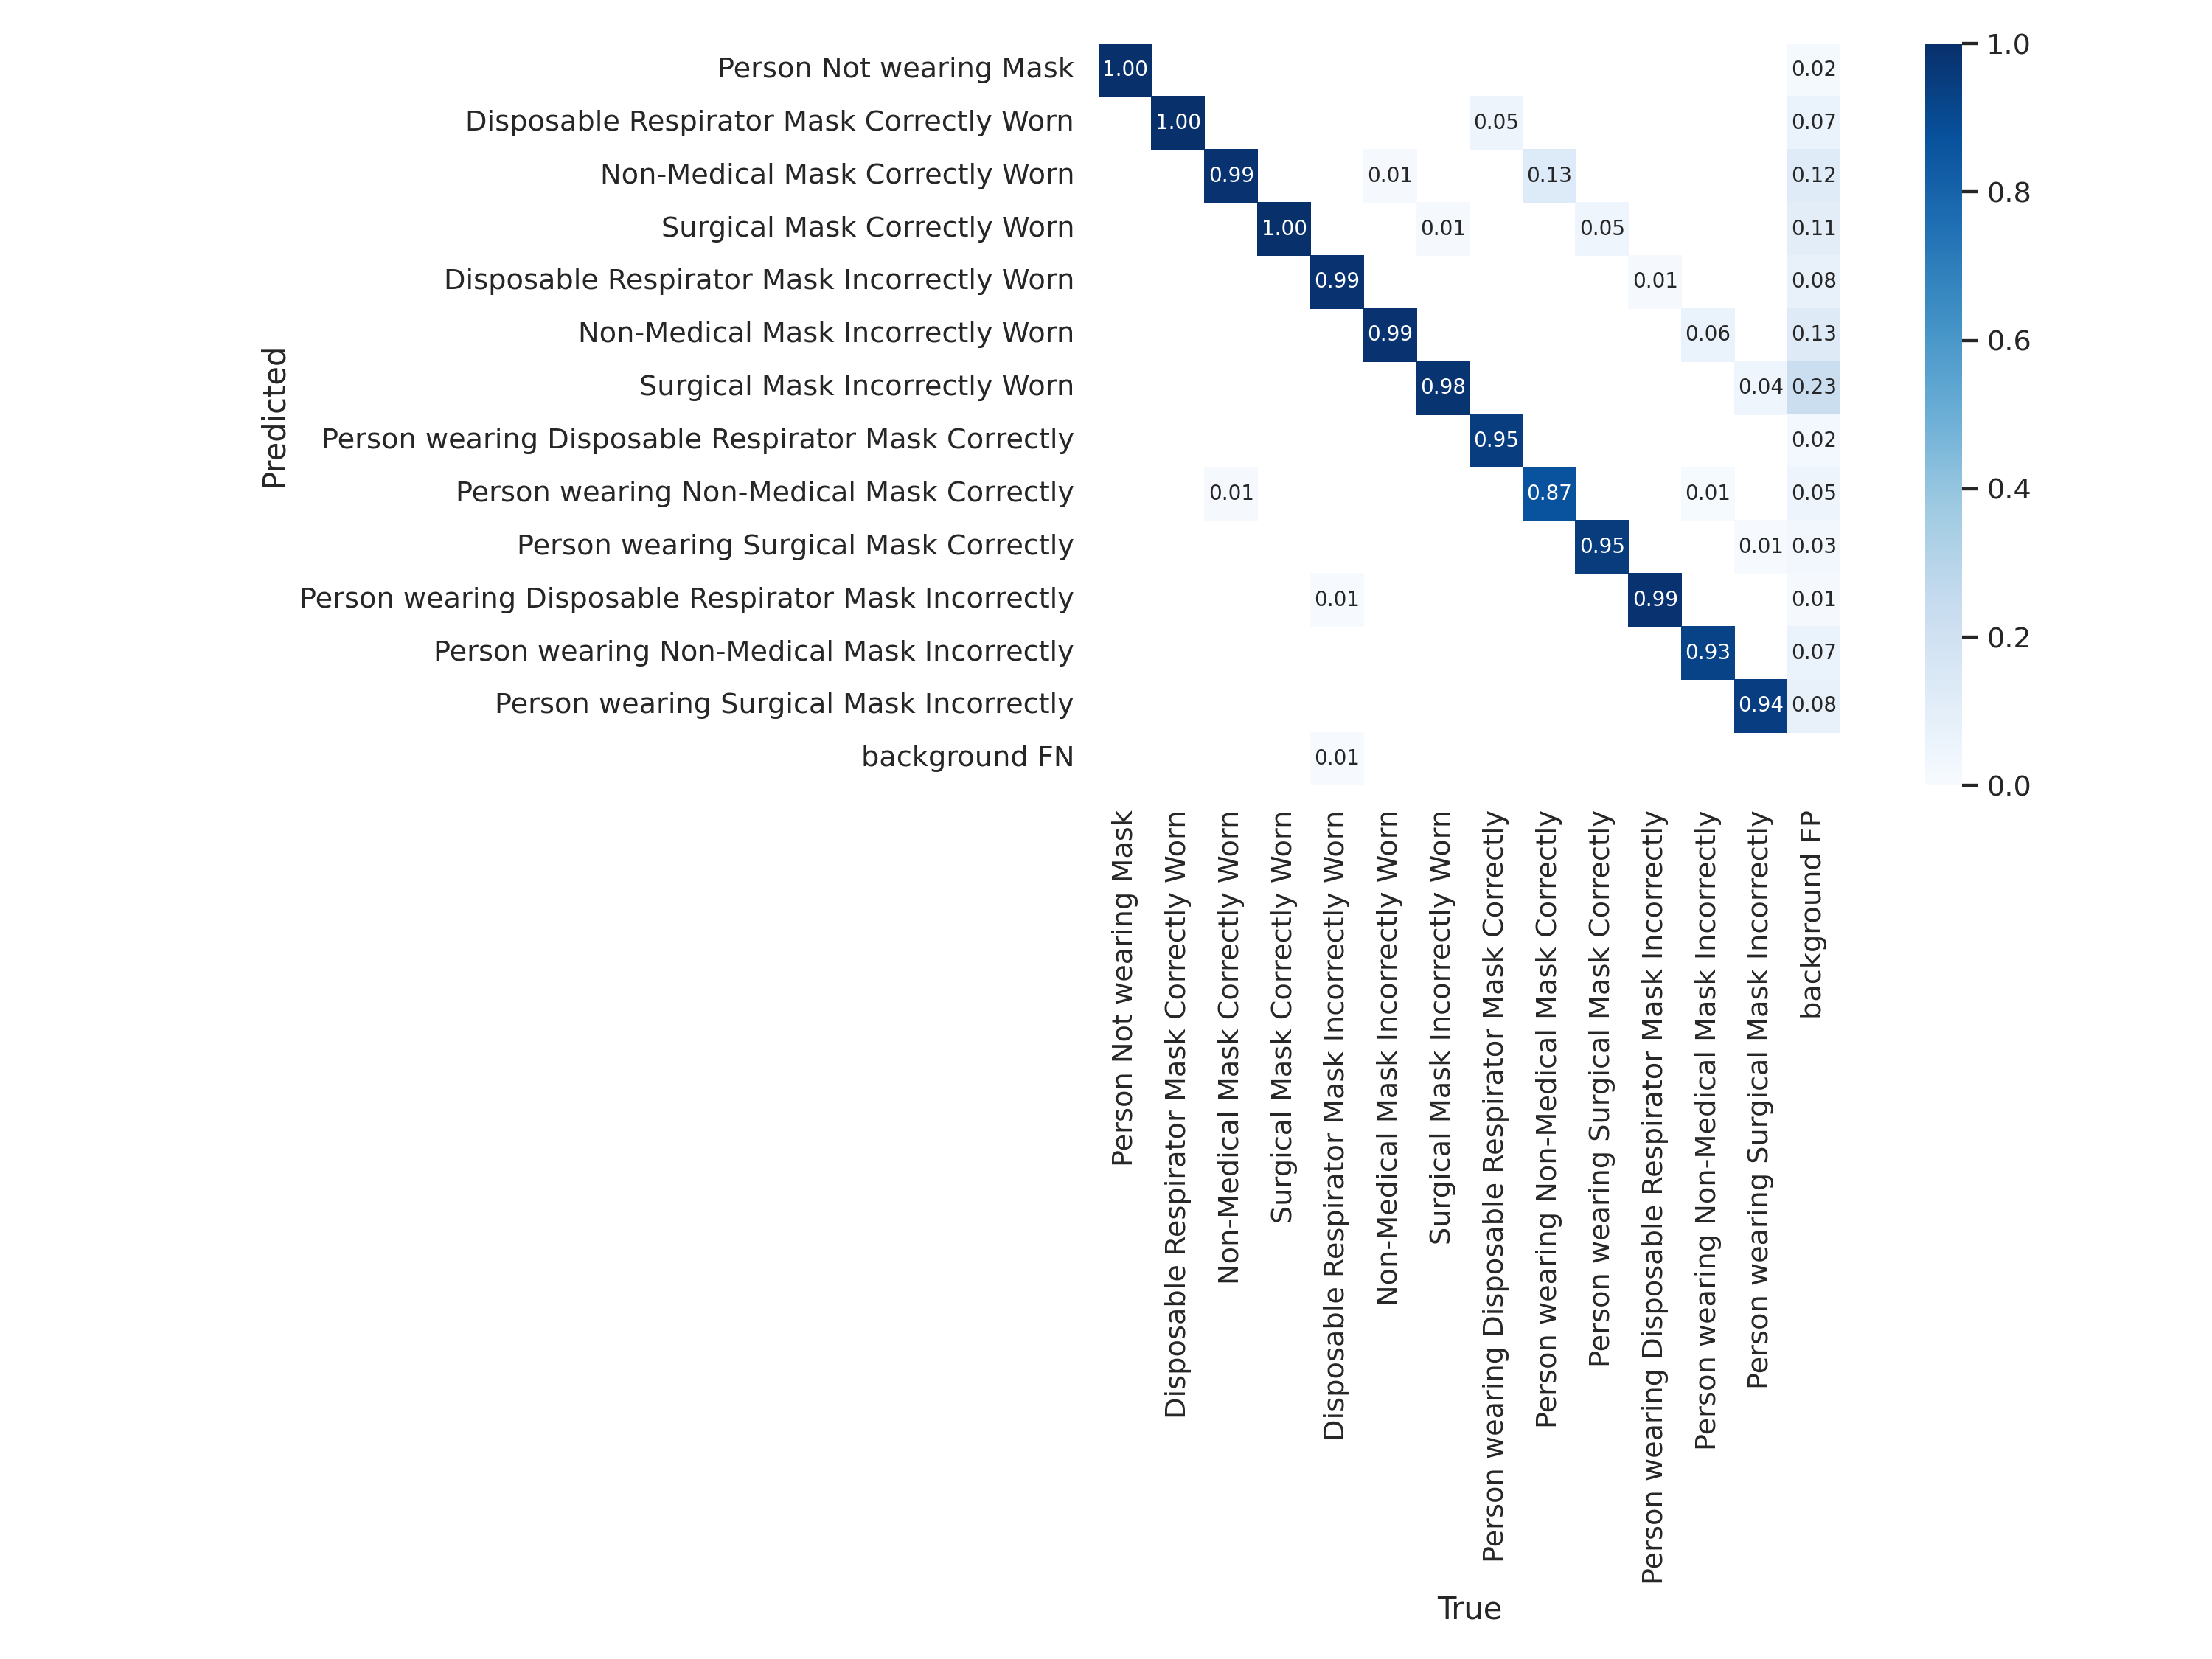 Person Not wearing Mask 1.00 0.02 1.0
Disposable Respirator Mask Correctly Worn 1.00 0.05 0.07
Non-Medical Mask Correctly Worn 0.99 0.01 0.13 0.12 0.8
Surgical Mask Correctly Worn 1.00 0.01 0.05 0.11
Disposable Respirator Mask Incorrectly Worn 0.99 0.01 0.08
Non-Medical Mask Incorrectly Worn 0.99 0.06 0.13 0.6
Surgical Mask Incorrectly Worn 0.98 0.04 0.23
Person wearing Disposable Respirator Mask Correctly 0.95 0.02
Person wearing Non-Medical Mask Correctly 0.01 0.87 0.01 0.05 0.4
Person wearing Surgical Mask Correctly 0.95 0.01 0.03
Person wearing Disposable Respirator Mask Incorrectly 0.01 0.99 0.01
Person wearing Non-Medical Mask Incorrectly 0.93 0.07 0.2
Person wearing Surgical Mask Incorrectly 0.94 0.08
background FN 0.01 0.0
Predicted
Person Not wearing Mask
Disposable Respirator Mask Correctly Worn
Non-Medical Mask Correctly Worn
Surgical Mask Correctly Worn
Disposable Respirator Mask Incorrectly Worn
Non-Medical Mask Incorrectly Worn
Surgical Mask Incorrectly Worn
Person wearing Disposable Respirator Mask Correctly
Person wearing Non-Medical Mask Correctly
Person wearing Surgical Mask Correctly
Person wearing Disposable Respirator Mask Incorrectly
Person wearing Non-Medical Mask Incorrectly
Person wearing Surgical Mask Incorrectly
background FP
True